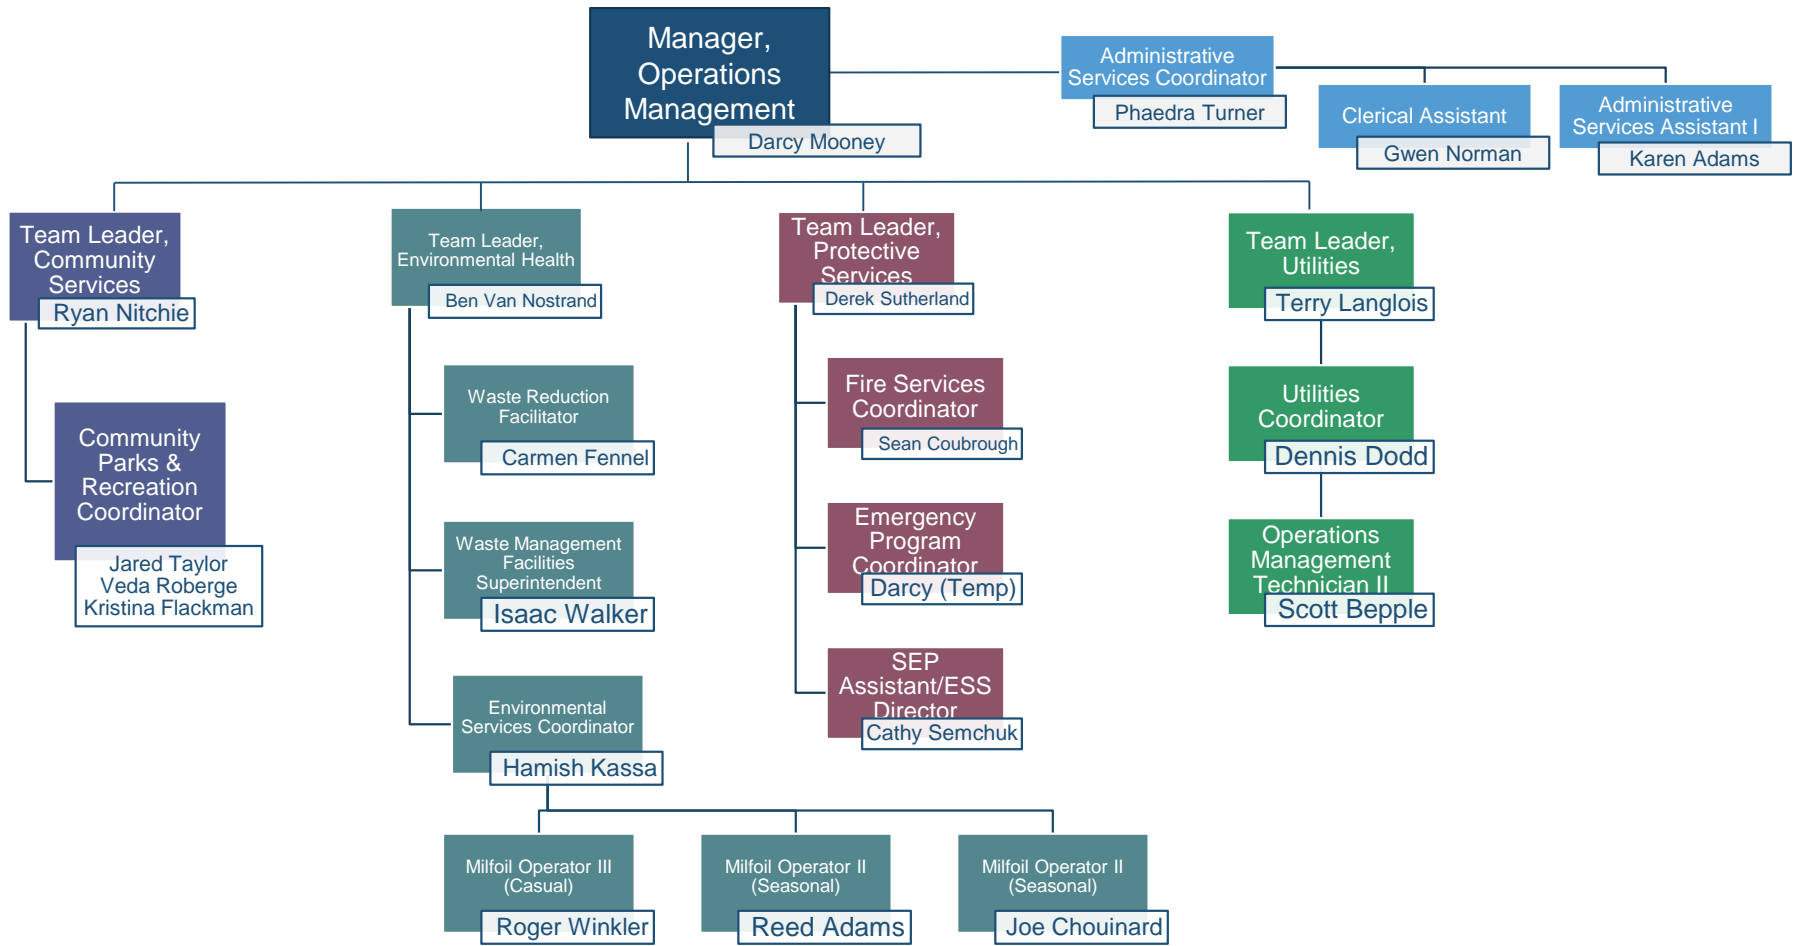 Manager,
Operations
Management
Darcy Mooney
Administrative
Services Coordinator
Phaedra Turner
Clerical Assistant
Gwen Norman
Administrative
Services Assistant I
Karen Adams
Team Leader,
Community
Services
Ryan Nitchie
Community
Parks &
Recreation
Coordinator
Jared Taylor
Veda Roberge
Kristina Flackman
Team Leader,
Environmental Health
Ben Van Nostrand
Waste Reduction
Facilitator
Carmen Fennel
Waste Management
Facilities
Superintendent
Isaac Walker
Environmental
Services Coordinator
Hamish Kassa
Milfoil Operator III
(Casual)
Roger Winkler
Milfoil Operator II
(Seasonal)
Reed Adams
Milfoil Operator II
(Seasonal)
Joe Chouinard
Team Leader,
Protective
Services
Derek Sutherland
Fire Services
Coordinator
Sean Coubrough
Emergency
Program
Coordinator
Darcy (Temp)
SEP
Assistant/ESS
Director
Cathy Semchuk
Team Leader,
Utilities
Terry Langlois
Utilities
Coordinator
Dennis Dodd
Operations
Management
Technician II
Scott Bepple